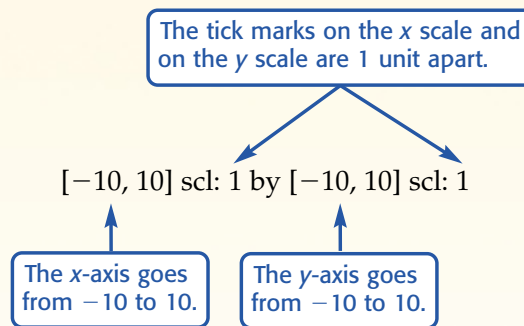 The tick marks on the x scale and
on the y scale are 1 unit apart.
[−10, 10] scl: 1 by [−10, 10] scl: 1
The x-axis goes
from −10 to 10.
The y-axis goes
from −10 to 10.